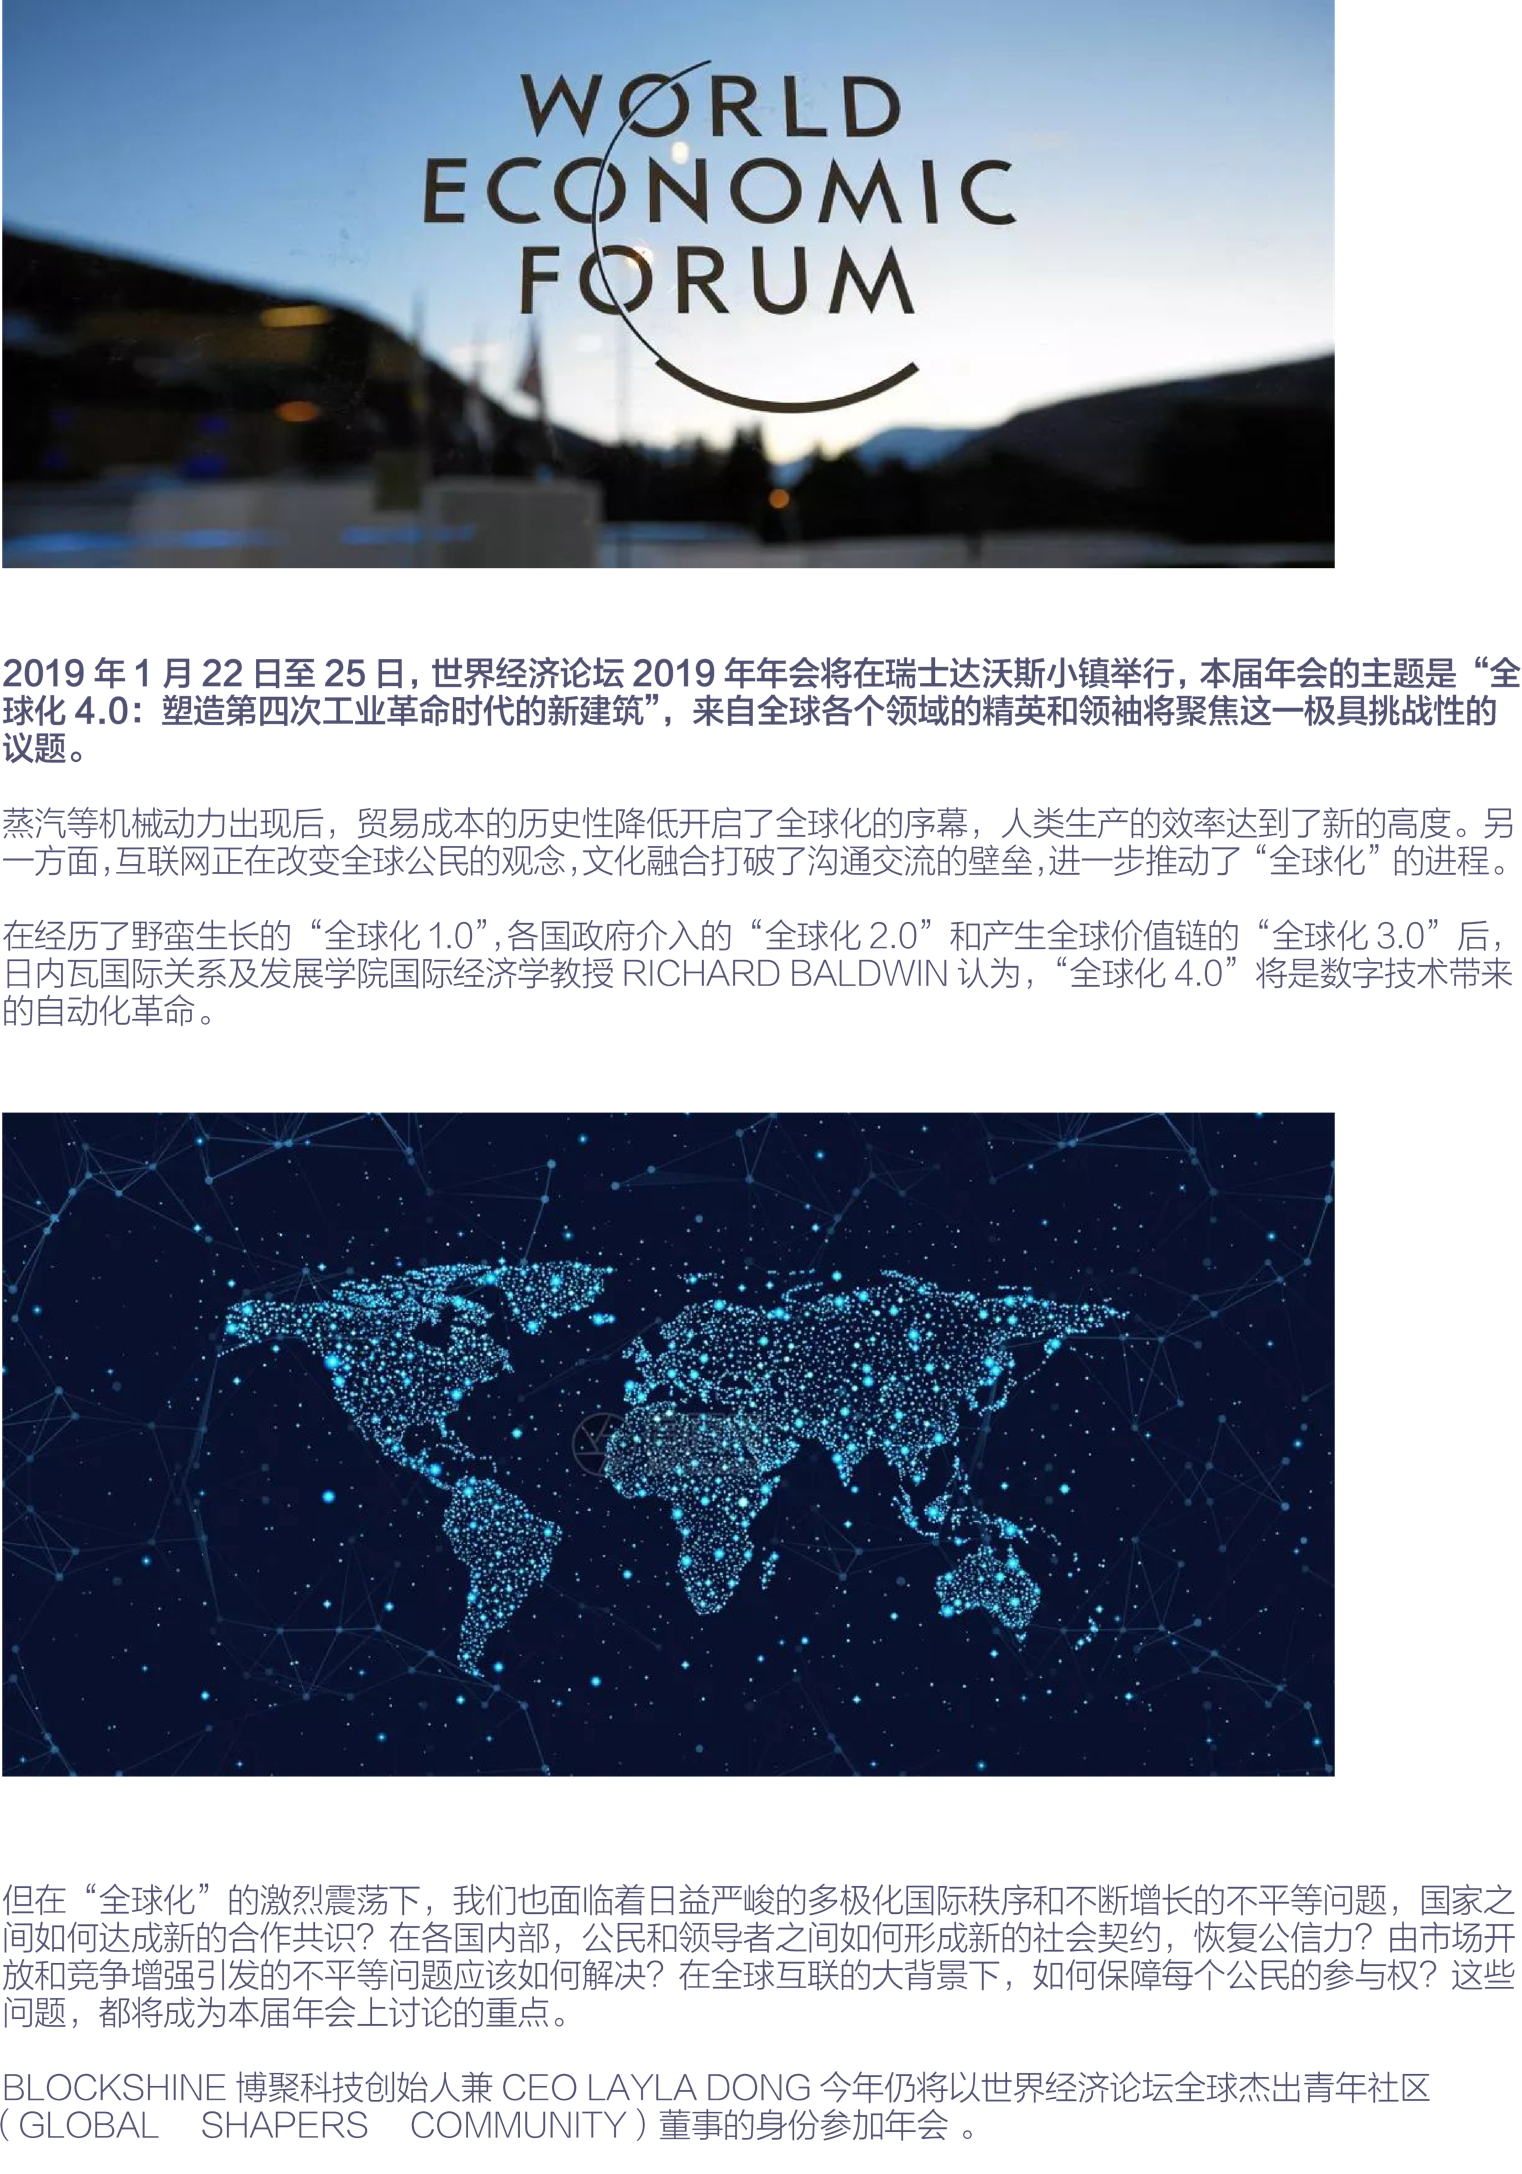 WORLD
ECONOMIC
FORUM
2019 年 1 月 22 日至 25 日，世界经济论坛 2019 年年会将在瑞士达沃斯小镇举行，本届年会的主题是“全
球化 4.0：塑造第四次工业革命时代的新建筑”，来自全球各个领域的精英和领袖将聚焦这一极具挑战性的
议题。
蒸汽等机械动力出现后，贸易成本的历史性降低开启了全球化的序幕，人类生产的效率达到了新的高度。另
一方面，互联网正在改变全球公民的观念，文化融合打破了沟通交流的壁垒，进一步推动了“全球化”的进程。
在经历了野蛮生长的“全球化 1.0”，各国政府介入的“全球化 2.0”和产生全球价值链的“全球化 3.0”后，
日内瓦国际关系及发展学院国际经济学教授 RICHARD BALDWIN 认为，“全球化 4.0”将是数字技术带来
的自动化革命。
但在“全球化”的激烈震荡下，我们也面临着日益严峻的多极化国际秩序和不断增长的不平等问题，国家之
间如何达成新的合作共识？在各国内部，公民和领导者之间如何形成新的社会契约，恢复公信力？由市场开
放和竞争增强引发的不平等问题应该如何解决？在全球互联的大背景下，如何保障每个公民的参与权？这些
问题，都将成为本届年会上讨论的重点。
BLOCKSHINE 博聚科技创始人兼 CEO LAYLA DONG 今年仍将以世界经济论坛全球杰出青年社区
（GLOBAL SHAPERS COMMUNITY）董事的身份参加年会 。